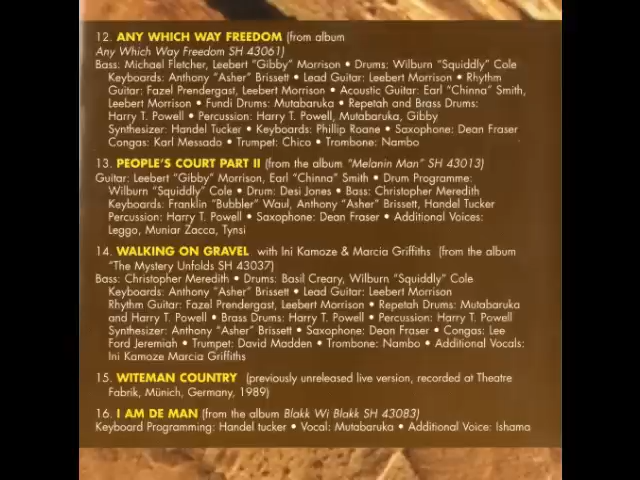 12. ANY WHICH WAY FREEDOM (from album
Any Which Way Freedom SH 43061)
Bass: Michael Fletcher, Leebert "Gibby" Morrison • Drums: Wilburn "Squiddly" Cole
Keyboards: Anthony "Asher" Brissett • Lead Guitar: Leebert Morrison • Rhythm
Guitar: Fazel Prendergast, Leebert Morrison • Acoustic Guitar: Earl "Chinna" Smith,
Leebert Morrison • Fundi Drums: Mutabaruka • Repetah and Brass Drums:
Harry T. Powell • Percussion: Harry T. Powell, Mutabaruka, Gibby
Synthesizer: Handel Tucker • Keyboards: Phillip Roane • Saxophone: Dean Fraser
Congas: Karl Messado • Trumpet: Chico • Trombone: Nambo
13. PEOPLE'S COURT PART II (from the album "Melanin Man" SH 43013)
Guitar: Leebert "Gibby" Morrison, Earl "Chinna" Smith • Drum Programme:
Wilburn "Squiddly" Cole • Drum: Desi Jones • Bass: Christopher Meredith
Keyboards: Franklin "Bubbler" Waul, Anthony "Asher" Brissett, Handel Tucker
Percussion: Harry T. Powell • Saxophone: Dean Fraser • Additional Voices:
Leggo, Muniar Zacca, Tynsi
14. WALKING ON GRAVEL with Ini Kamoze & Marcia Griffiths (from the album
"The Mystery Unfolds SH 43037)
Bass: Christopher Meredith • Drums: Basil Creary, Wilburn "Squiddly" Cole
Keyboards: Anthony "Asher" Brissett • Lead Guitar: Leebert Morrison
Rhythm Guitar: Fazel Prendergast, Leebert Morrison • Repetah Drums: Mutabaruka
and Harry T. Powell • Brass Drums: Harry T. Powell • Percussion: Harry T. Powell
Synthesizer: Anthony "Asher" Brissett • Saxophone: Dean Fraser • Congas: Lee
Ford Jeremiah • Trumpet: David Madden • Trombone: Nambo • Additional Vocals:
Ini Kamoze Marcia Griffiths
15. WITEMAN COUNTRY (previously unreleased live version, recorded at Theatre
Fabrik, Münich, Germany, 1989)
16. I AM DE MAN (from the album Blakk Wi Blakk SH 43083)
Keyboard Programming: Handel tucker • Vocal: Mutabaruka • Additional Voice: Ishama